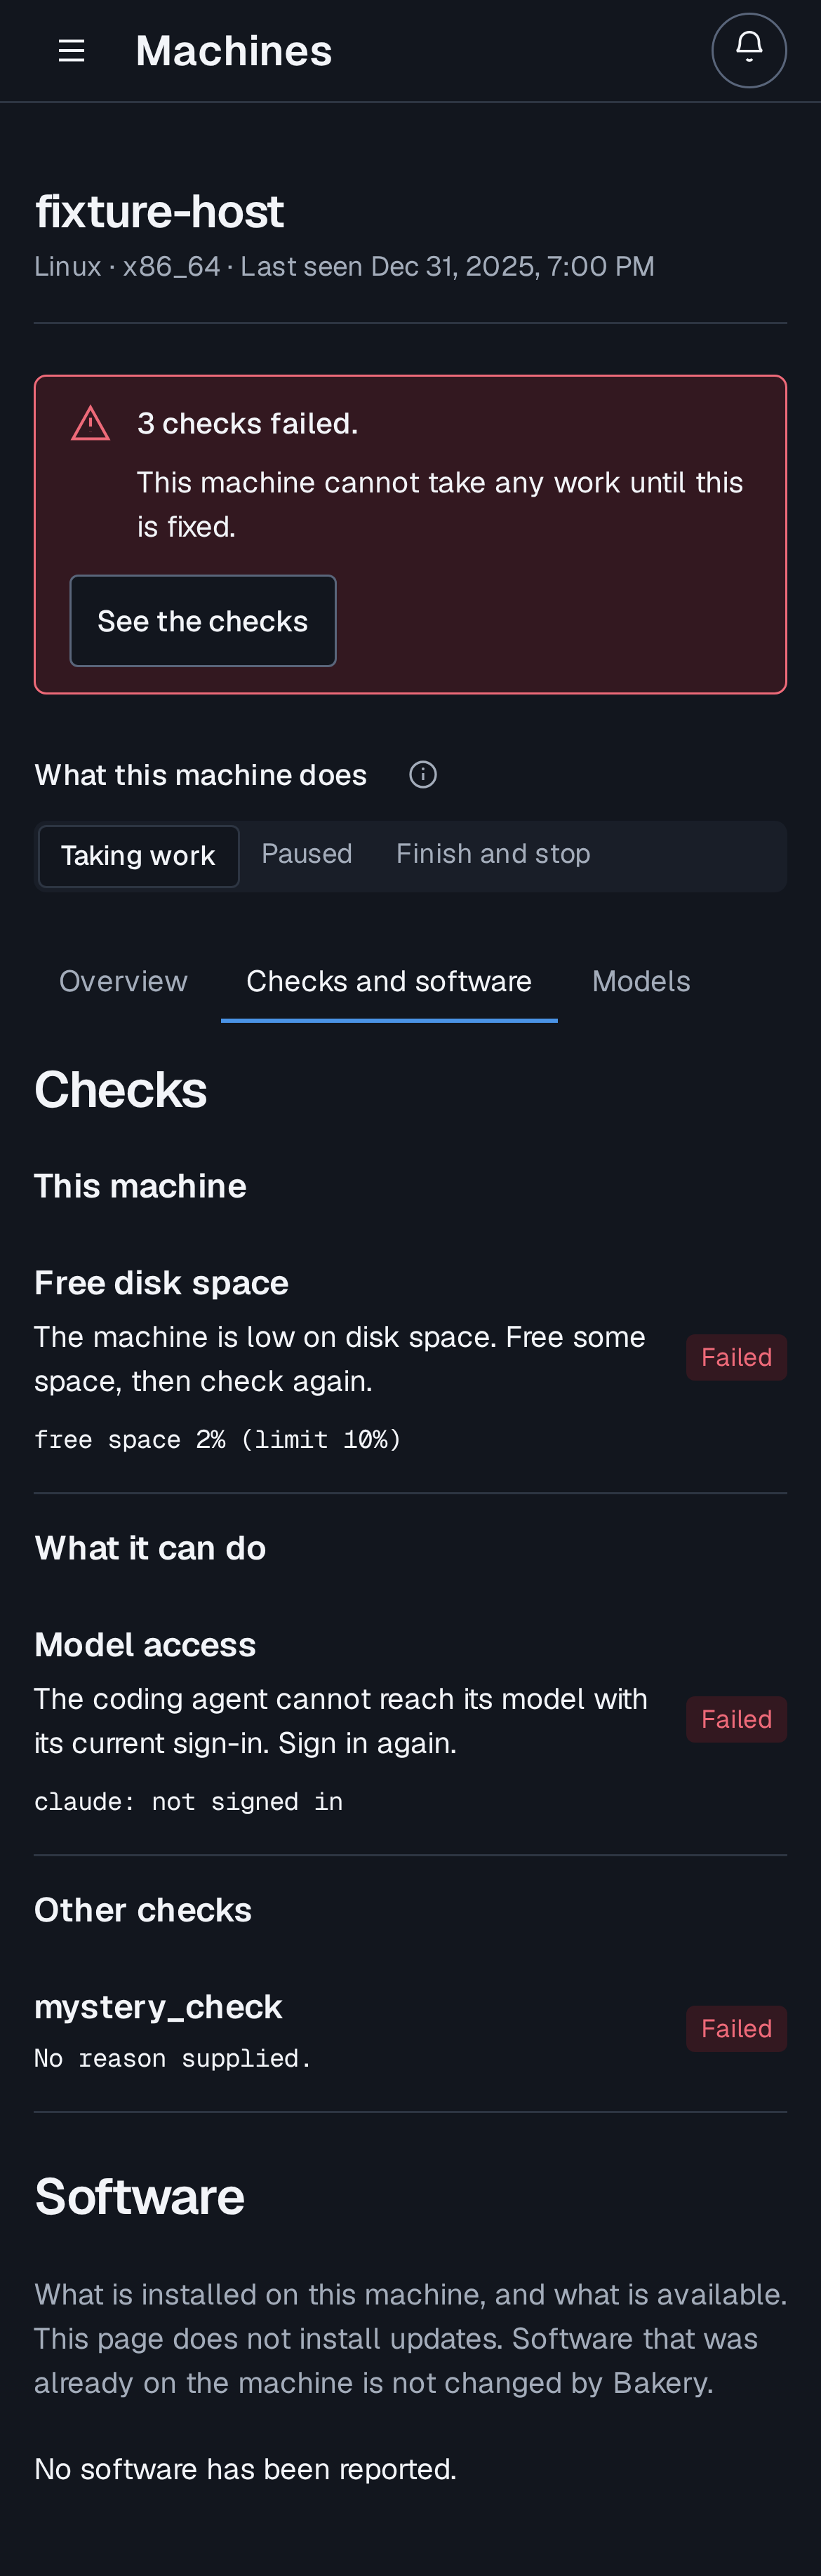 Machines
fixture-host
Linux · x86_64 · Last seen Dec 31, 2025, 7:00 PM
3 checks failed.
This machine cannot take any work until this
is fixed.
See the checks
What this machine does
Taking work
Paused
Finish and stop
Overview
Checks and software
Models
Checks
This machine
Free disk space
The machine is low on disk space. Free some
space, then check again.
Failed
free space 2% (limit 10%)
What it can do
Model access
The coding agent cannot reach its model with
its current sign-in. Sign in again.
Failed
claude: not signed in
Other checks
mystery_check
Failed
No reason supplied.
Software
What is installed on this machine, and what is available.
This page does not install updates. Software that was
already on the machine is not changed by Bakery.
No software has been reported.